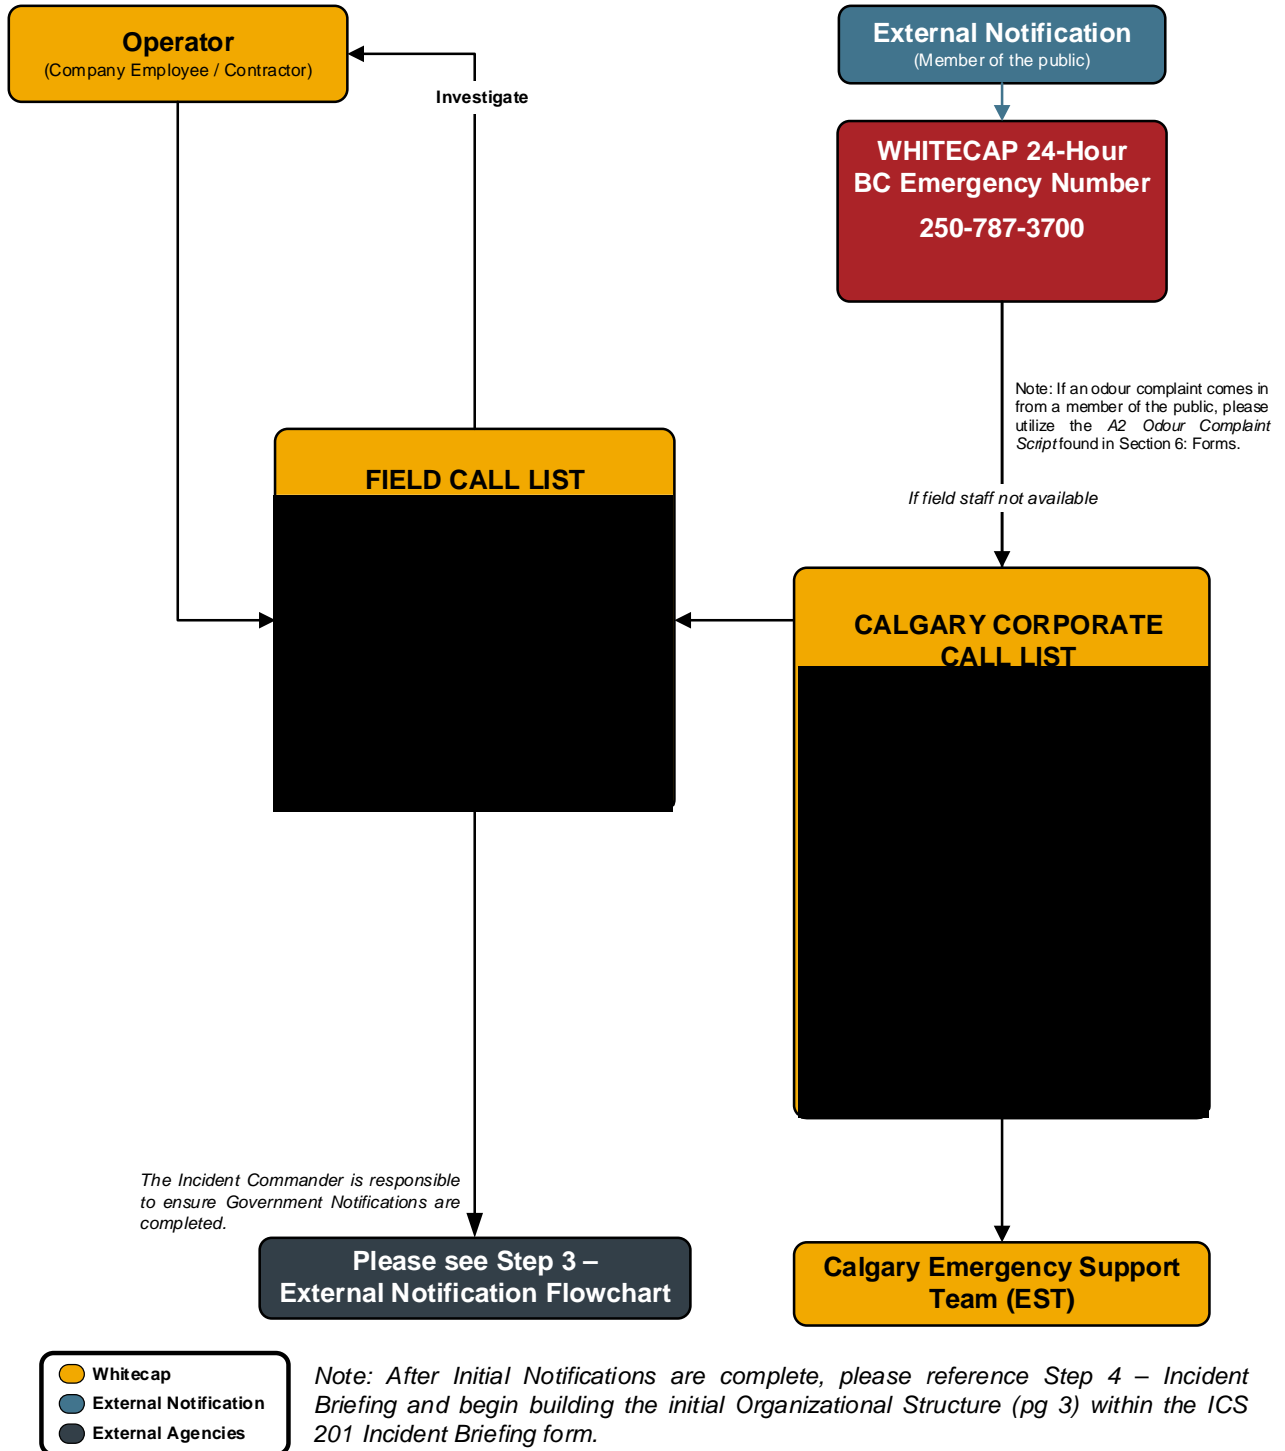 Operator
(Company Employee / Contractor)
External Notification
(Member of the public)
Investigate
WHITECAP 24-Hour
BC Emergency Number
250-787-3700
Note: If an odour complaint comes in
from a member of the public, please
utilize the A2 Odour Complaint
Script found in Section 6: Forms.
FIELD CALL LIST
If field staff not available
CALGARY CORPORATE
CALL LIST
The Incident Commander is responsible
to ensure Government Notifications are
completed.
Please see Step 3 –
External Notification Flowchart
Calgary Emergency Support
Team (EST)
Whitecap
External Notification
External Agencies
Note: After Initial Notifications are complete, please reference Step 4 – Incident
Briefing and begin building the initial Organizational Structure (pg 3) within the ICS
201 Incident Briefing form.